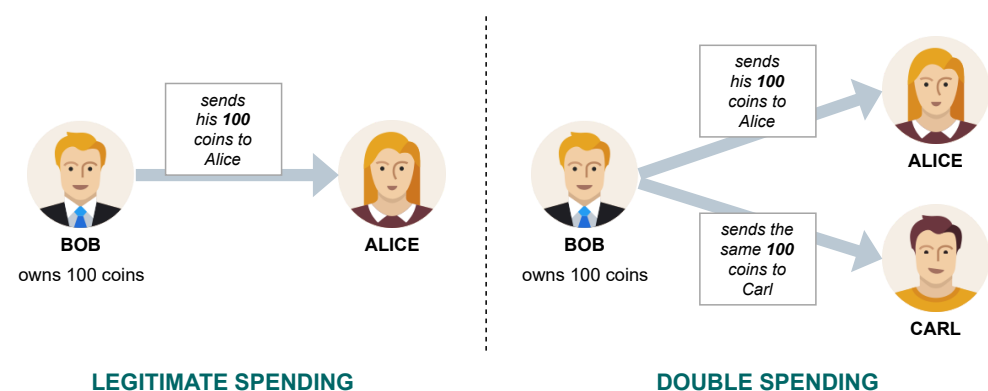 sends
his 100
coins to
Alice
BOB
owns 100 coins
ALICE
LEGITIMATE SPENDING
sends
his 100
coins to
Alice
BOB
owns 100 coins
sends the
same 100
coins to
Carl
ALICE
CARL
DOUBLE SPENDING